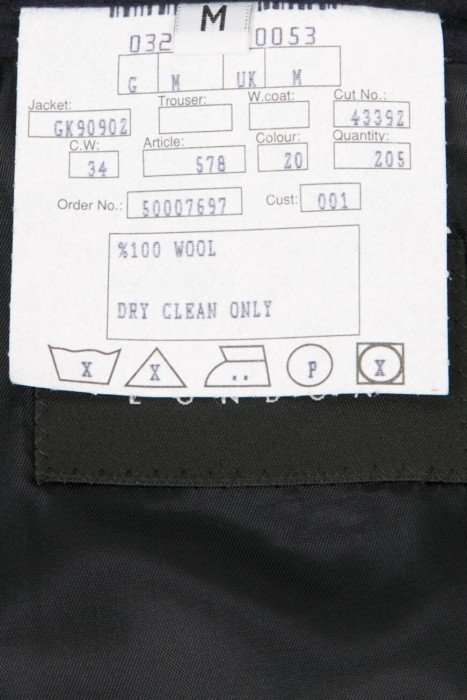 M
032 0053
G M UK M
Jacket: Trouser: W.coat: Cut No.:
GK90902 43392
C.W: Article: Colour: Quantity:
34 578 20 205
Order No.: 50007697 Cust: 001
%100 WOOL
DRY CLEAN ONLY
X X .. P X
LONDON